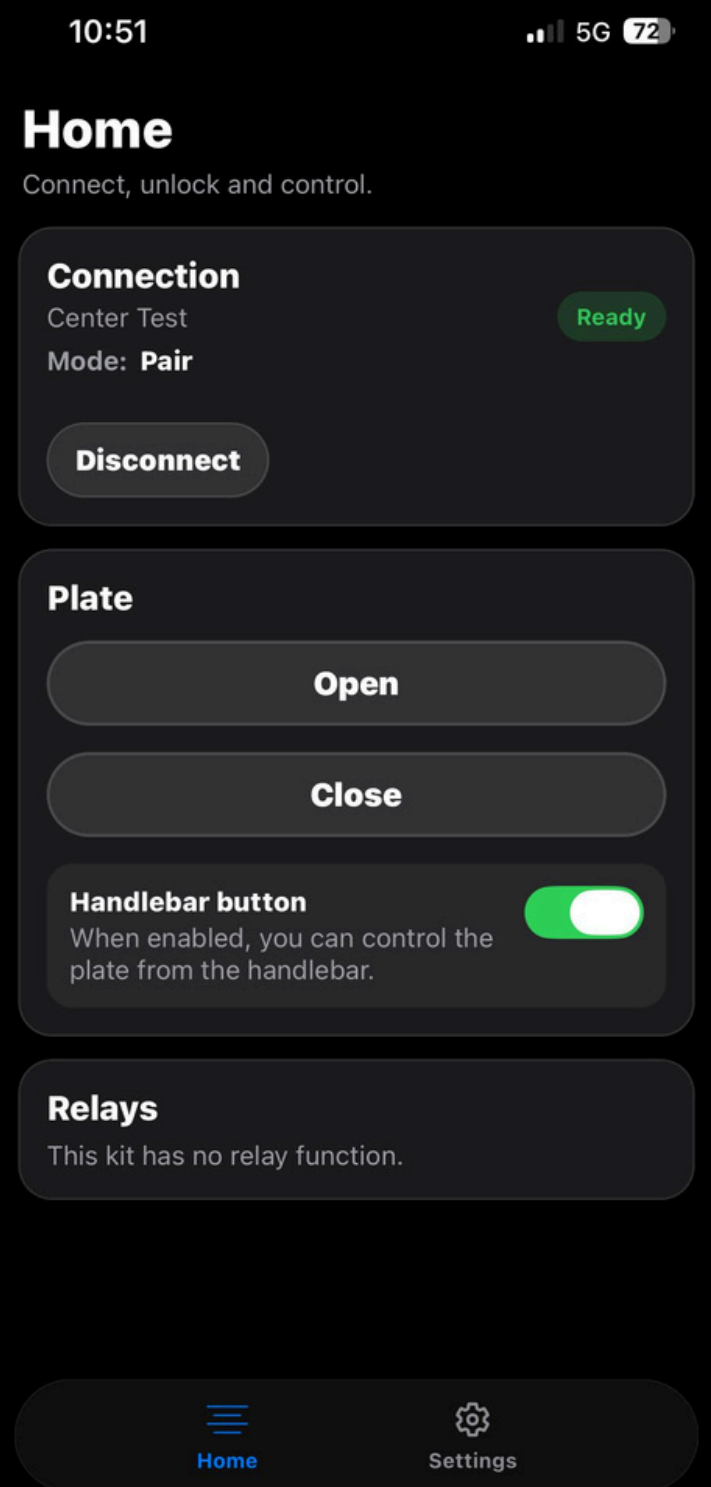 10:51
5G 72
Home
Connect, unlock and control.
Connection
Center Test
Ready
Mode: Pair
Disconnect
Plate
Open
Close
Handlebar button
When enabled, you can control the
plate from the handlebar.
Relays
This kit has no relay function.
Home
Settings